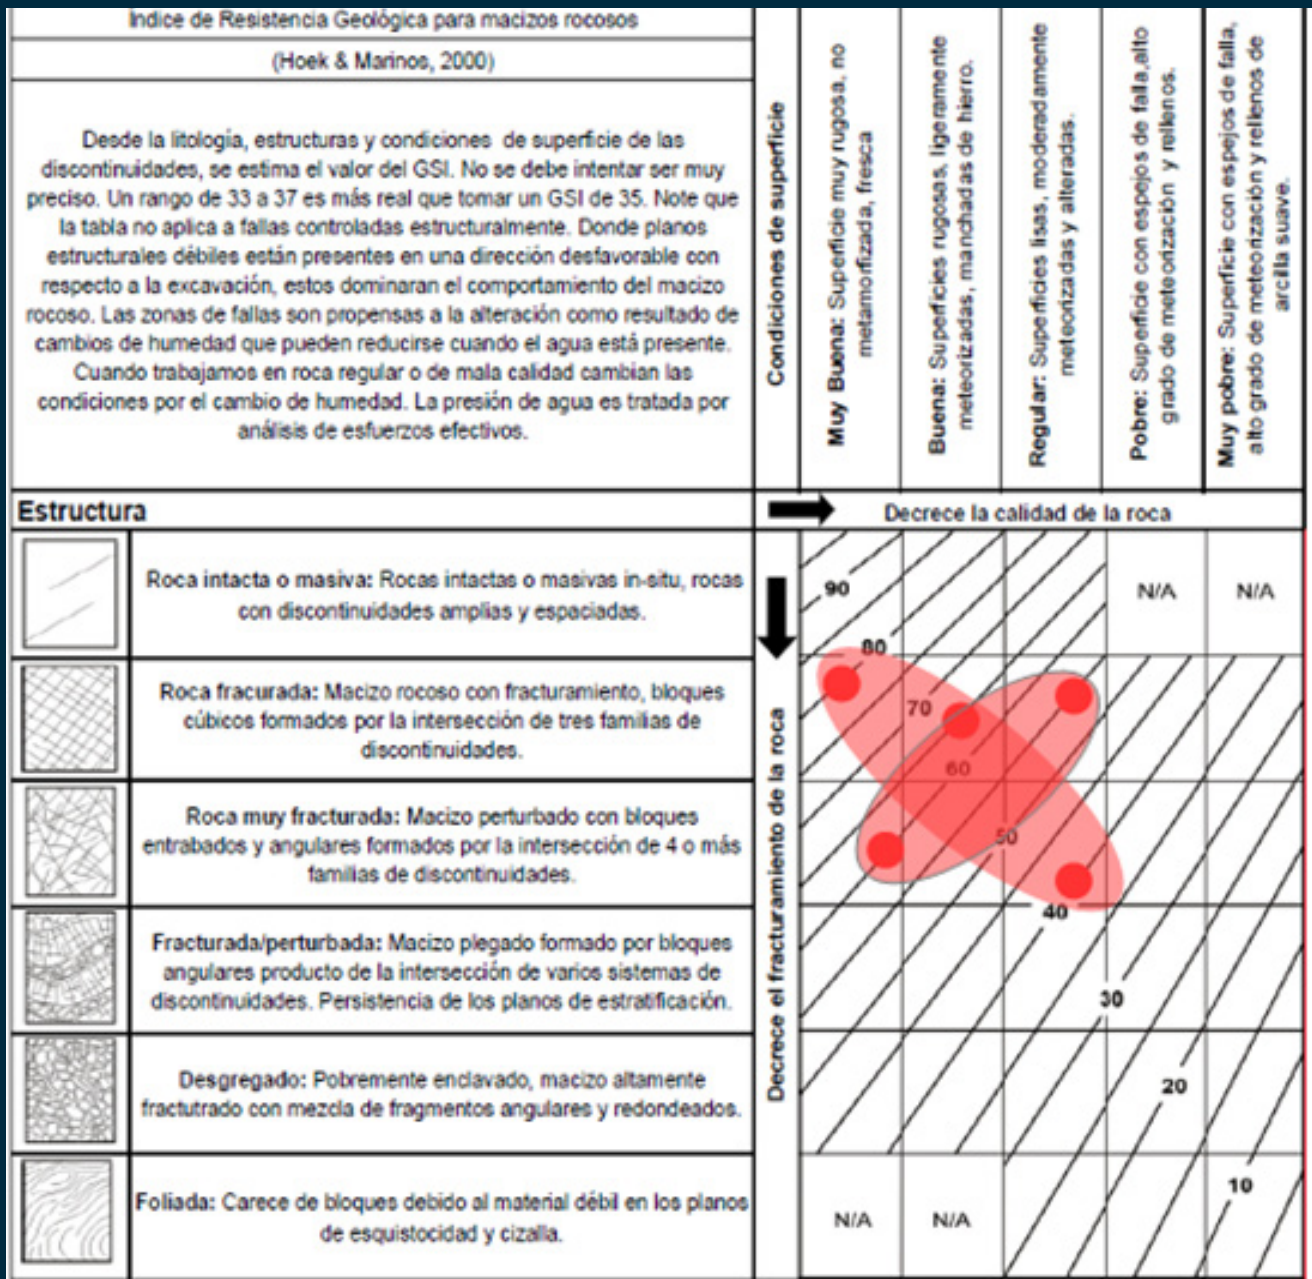 Índice de Resistencia Geológica para macizos rocosos
(Hoek & Marinos, 2000)
Desde la litología, estructuras y condiciones de superficie de las
discontinuidades, se estima el valor del GSI. No se debe intentar ser muy
preciso. Un rango de 33 a 37 es más real que tomar un GSI de 35. Note que
la tabla no aplica a fallas controladas estructuralmente. Donde planos
estructurales débiles están presentes en una dirección desfavorable con
respecto a la excavación, estos dominaran el comportamiento del macizo
rocoso. Las zonas de fallas son propensas a la alteración como resultado de
cambios de humedad que pueden reducirse cuando el agua está presente.
Cuando trabajamos en roca regular o de mala calidad cambian las
condiciones por el cambio de humedad. La presión de agua es tratada por
análisis de esfuerzos efectivos.
Condiciones de superficie
Muy Buena: Superficie muy rugosa, no
metamorfizada, fresca
Buena: Superficies rugosas, ligeramente
meteorizadas, manchadas de hierro.
Regular: Superficies lisas, moderadamente
meteorizadas y alteradas.
Pobre: Superficie con espejos de falla,alto
grado de meteorización y rellenos.
Muy pobre: Superficie con espejos de falla,
alto grado de meteorización y rellenos de
arcilla suave.
Estructura
Decrece la calidad de la roca
Roca intacta o masiva: Rocas intactas o masivas in-situ, rocas
con discontinuidades amplias y espaciadas.
Roca fracurada: Macizo rocoso con fracturamiento, bloques
cúbicos formados por la intersección de tres familias de
discontinuidades.
Roca muy fracturada: Macizo perturbado con bloques
entrabados y angulares formados por la intersección de 4 o más
familias de discontinuidades.
Fracturada/perturbada: Macizo plegado formado por bloques
angulares producto de la intersección de varios sistemas de
discontinuidades. Persistencia de los planos de estratificación.
Desgregado: Pobremente enclavado, macizo altamente
fractutrado con mezcla de fragmentos angulares y redondeados.
Foliada: Carece de bloques debido al material débil en los planos
de esquistocidad y cizalla.
Decrece el fracturamiento de la roca
90
N/A
N/A
80
70
60
50
40
30
20
10
N/A
N/A